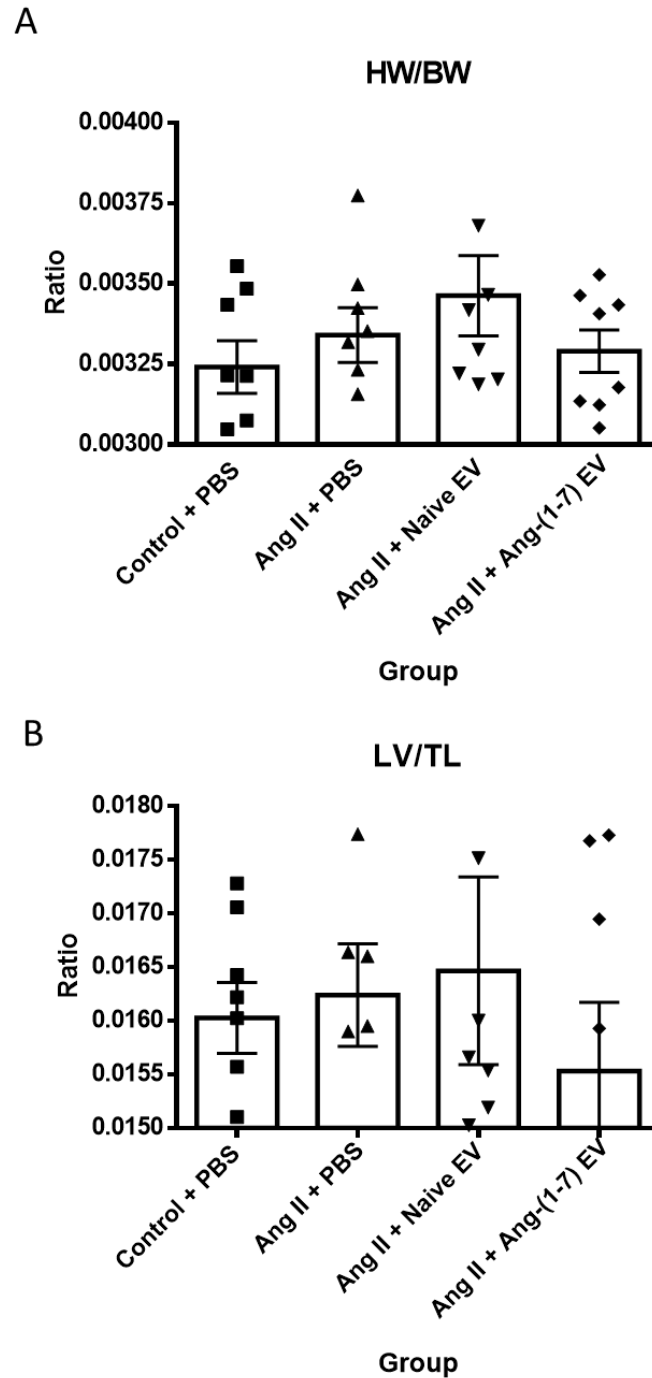 A
HW/BW
0.00400
0.00375
0.00350
0.00325
0.00300
Ratio
Control + PBS
Ang II + PBS
Ang II + Naive EV
Ang II + Ang-(1-7) EV
Group
B
LV/TL
0.0180
0.0175
0.0170
0.0165
0.0160
0.0155
0.0150
Ratio
Control + PBS
Ang II + PBS
Ang II + Naive EV
Ang II + Ang-(1-7) EV
Group